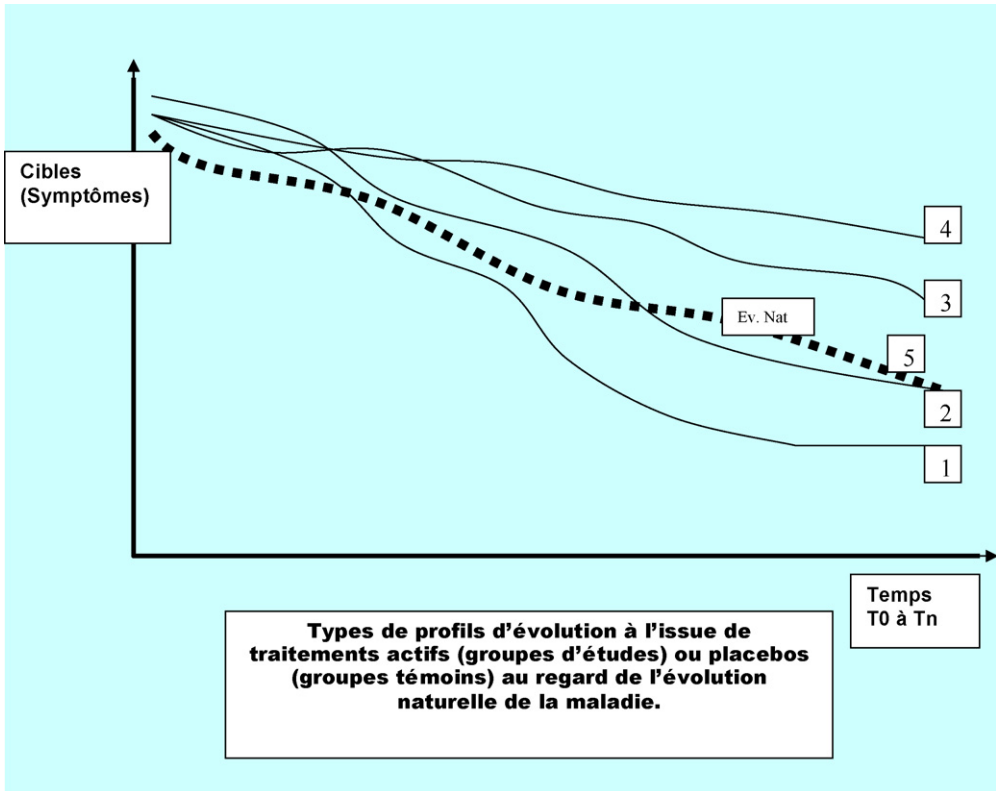 Cibles
(Symptômes)
4
3
Ev. Nat
5
2
1
Temps
T0 à Tn
Types de profils d’évolution à l’issue de
traitements actifs (groupes d’études) ou placebos
(groupes témoins) au regard de l’évolution
naturelle de la maladie.